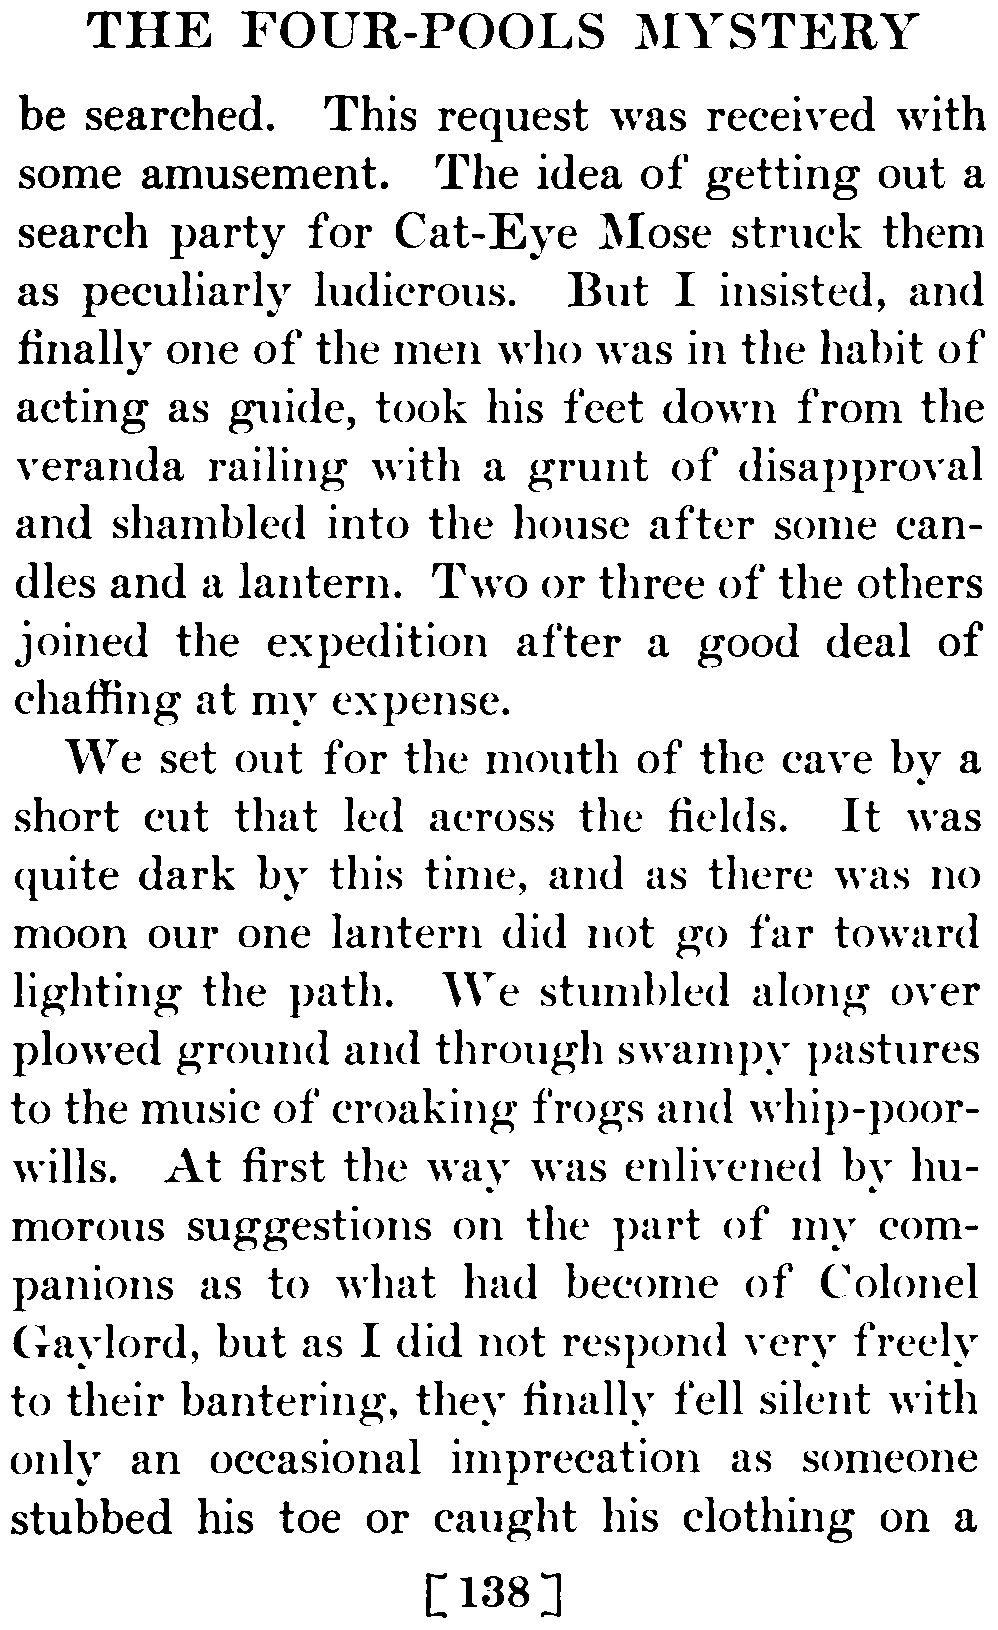 THE FOUR-POOLS MYSTERY
be searched. This request was received with
some amusement. The idea of getting out a
search party for Cat-Eye Mose struck them
as peculiarly ludicrous. But I insisted, and
finally one of the men who was in the habit of
acting as guide, took his feet down from the
veranda railing with a grunt of disapproval
and shambled into the house after some can-
dles and a lantern. Two or three of the others
joined the expedition after a good deal of
chaffing at my expense.
We set out for the mouth of the cave by a
short cut that led across the fields. It was
quite dark by this time, and as there was no
moon our one lantern did not go far toward
lighting the path. We stumbled along over
plowed ground and through swampy pastures
to the music of croaking frogs and whip-poor-
wills. At first the way was enlivened by hu-
morous suggestions on the part of my com-
panions as to what had become of Colonel
Gaylord, but as I did not respond very freely
to their bantering, they finally fell silent with
only an occasional imprecation as someone
stubbed his toe or caught his clothing on a
[138]